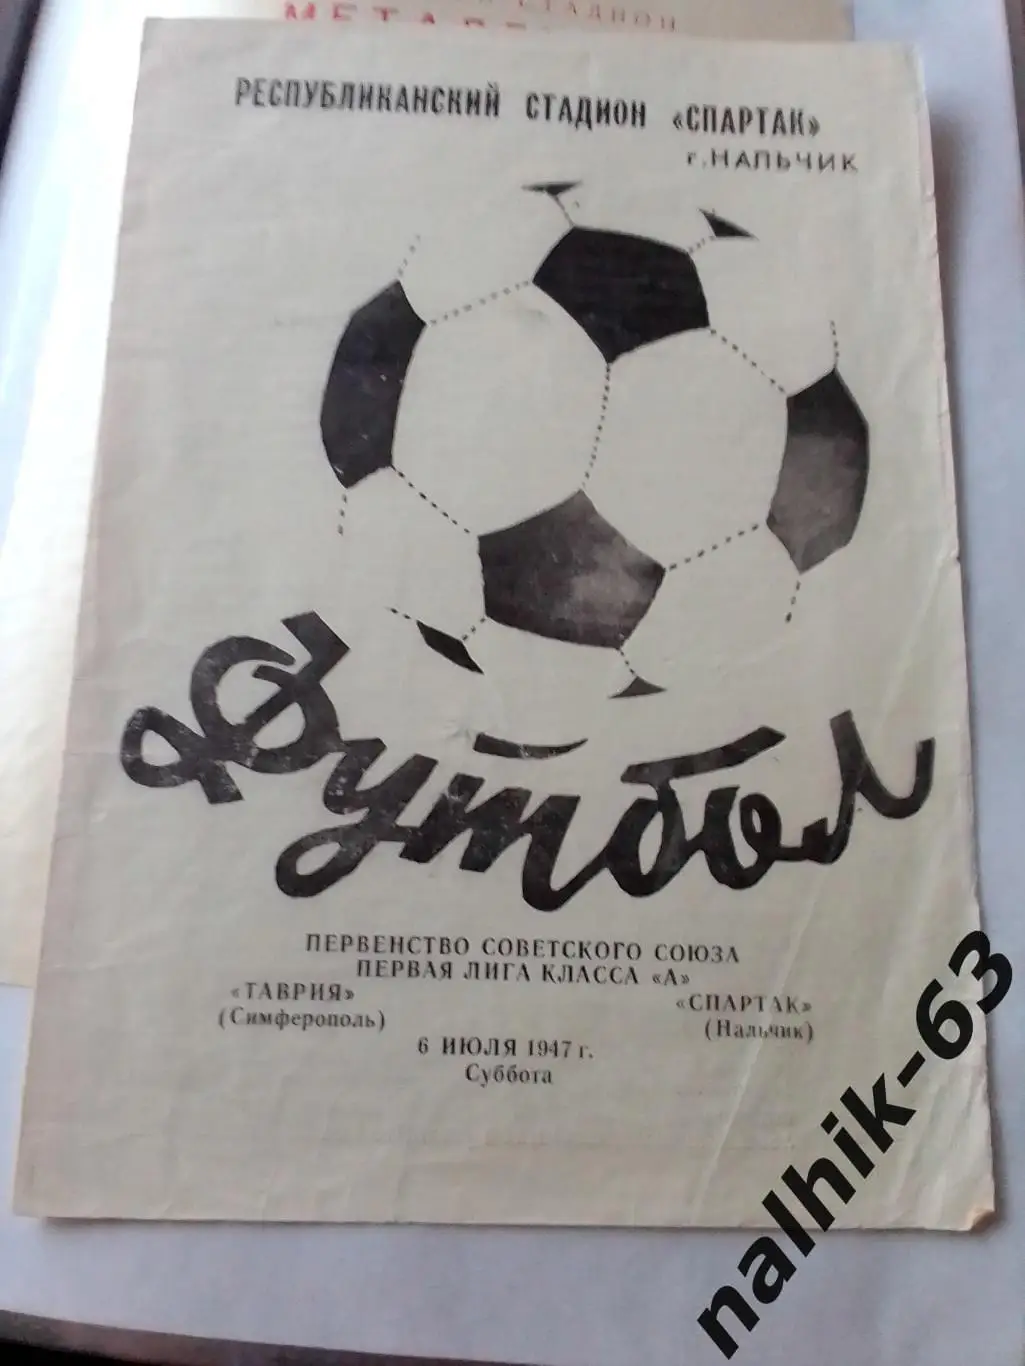 РЕСПУБЛИКАНСКИЙ СТАДИОН «СПАРТАК»
г. НАЛЬЧИК
Футбол
ПЕРВЕНСТВО СОВЕТСКОГО СОЮЗА
ПЕРВАЯ ЛИГА КЛАССА «А»
«ТАВРИЯ» «СПАРТАК»
(Симферополь) (Нальчик)
6 ИЮЛЯ 1947 г.
Суббота
nalhik-63